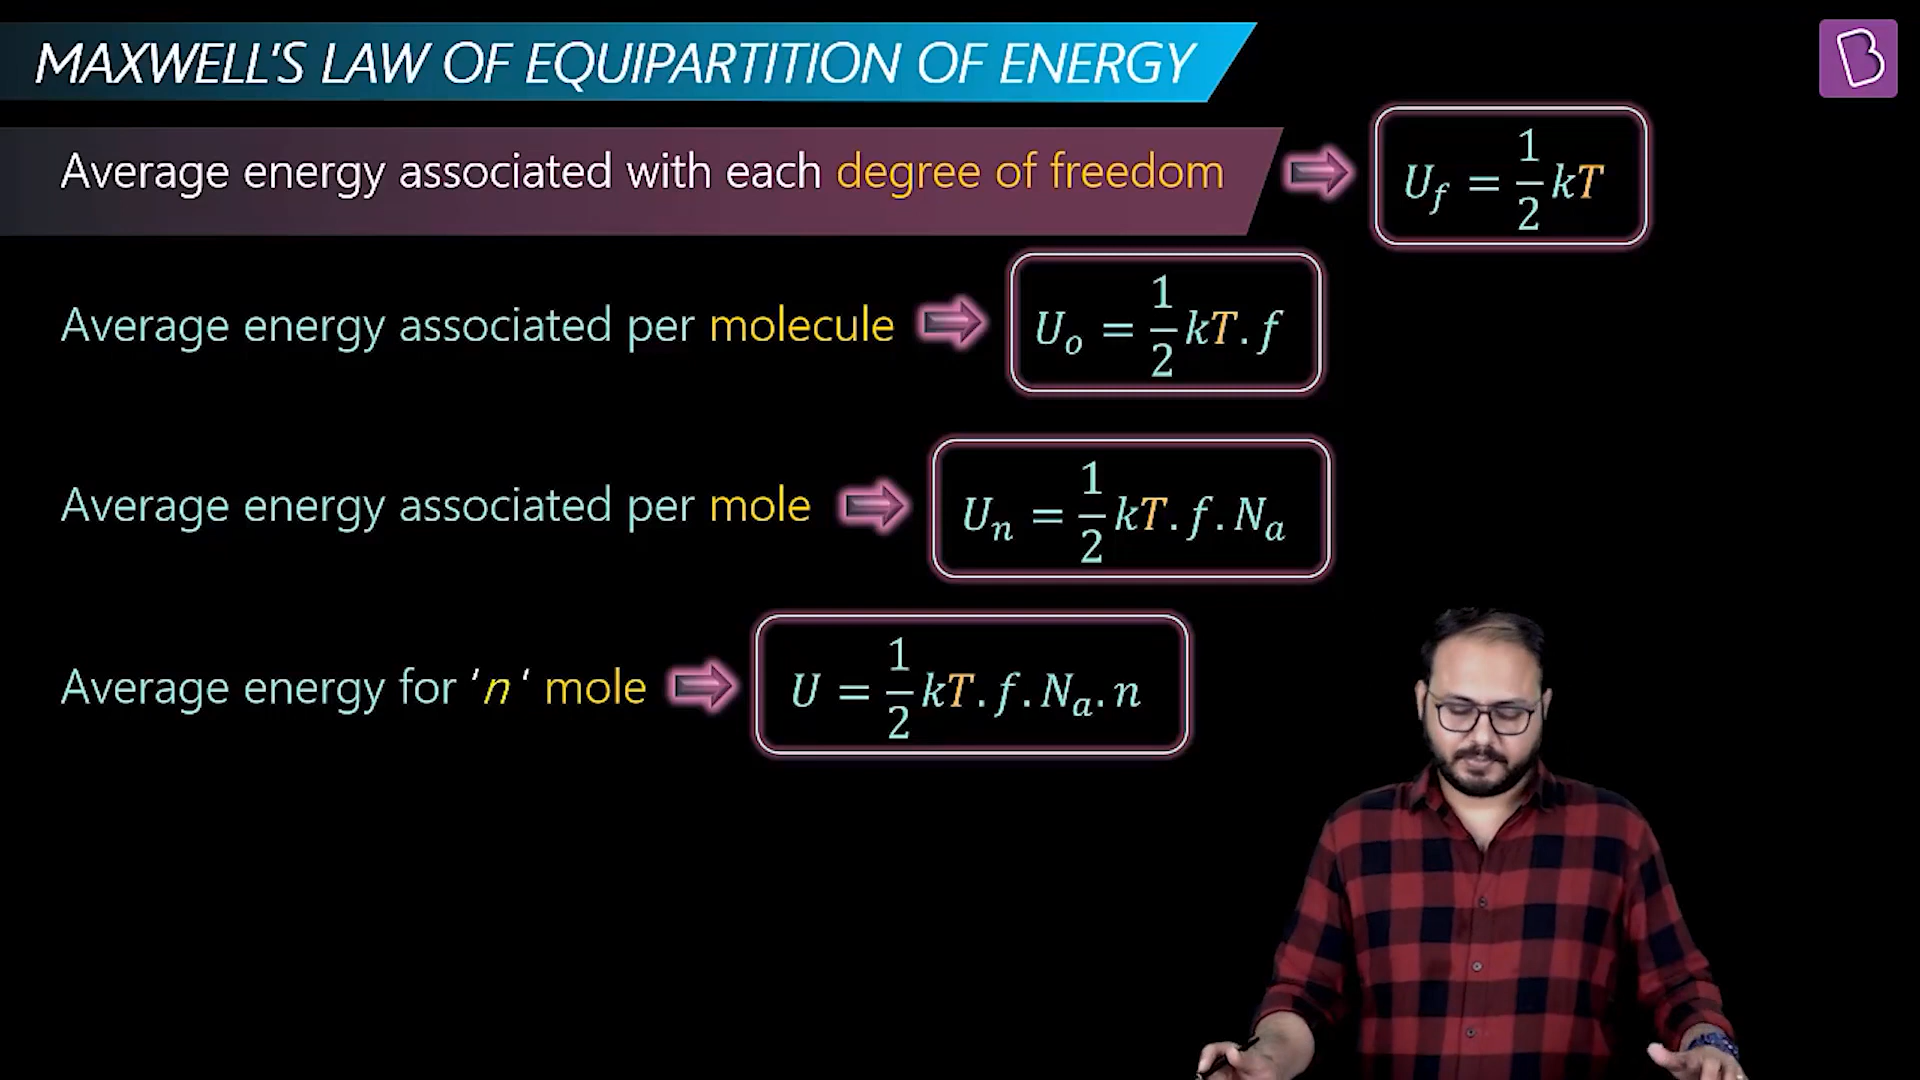 MAXWELL'S LAW OF EQUIPARTITION OF ENERGY
Average energy associated with each degree of freedom ⇨ U_f = 1/2 kT
Average energy associated per molecule ⇨ U_o = 1/2 kT . f
Average energy associated per mole ⇨ U_n = 1/2 kT . f . N_a
Average energy for ‘n‘ mole ⇨ U = 1/2 kT . f . N_a . n